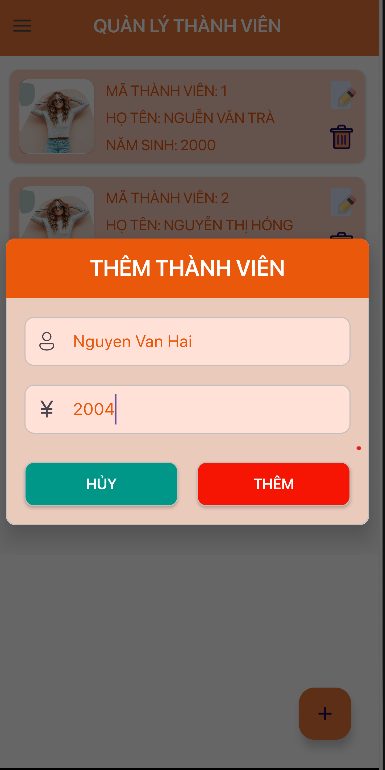 QUẢN LÝ THÀNH VIÊN
MÃ THÀNH VIÊN: 1
HỌ TÊN: NGUỄN VĂN TRÀ
NĂM SINH: 2000
MÃ THÀNH VIÊN: 2
HỌ TÊN: NGUYỄN THỊ HỒNG
THÊM THÀNH VIÊN
Nguyen Van Hai
¥ 2004
HỦY
THÊM
+